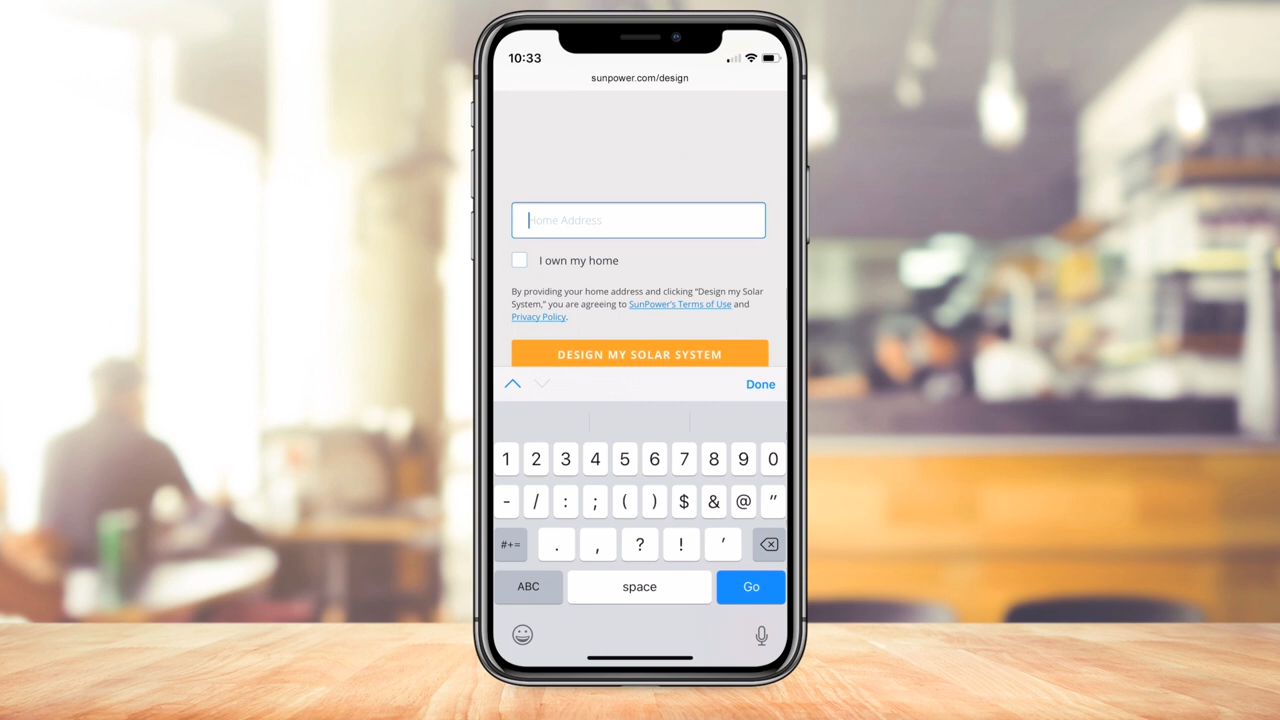 10:33
sunpower.com/design
Home Address
I own my home
By providing your home address and clicking “Design my Solar
System,” you are agreeing to SunPower’s Terms of Use and
Privacy Policy.
DESIGN MY SOLAR SYSTEM
Done
1 2 3 4 5 6 7 8 9 0
- / : ; ( ) $ & @ "
#+= . , ? ! '
ABC space Go